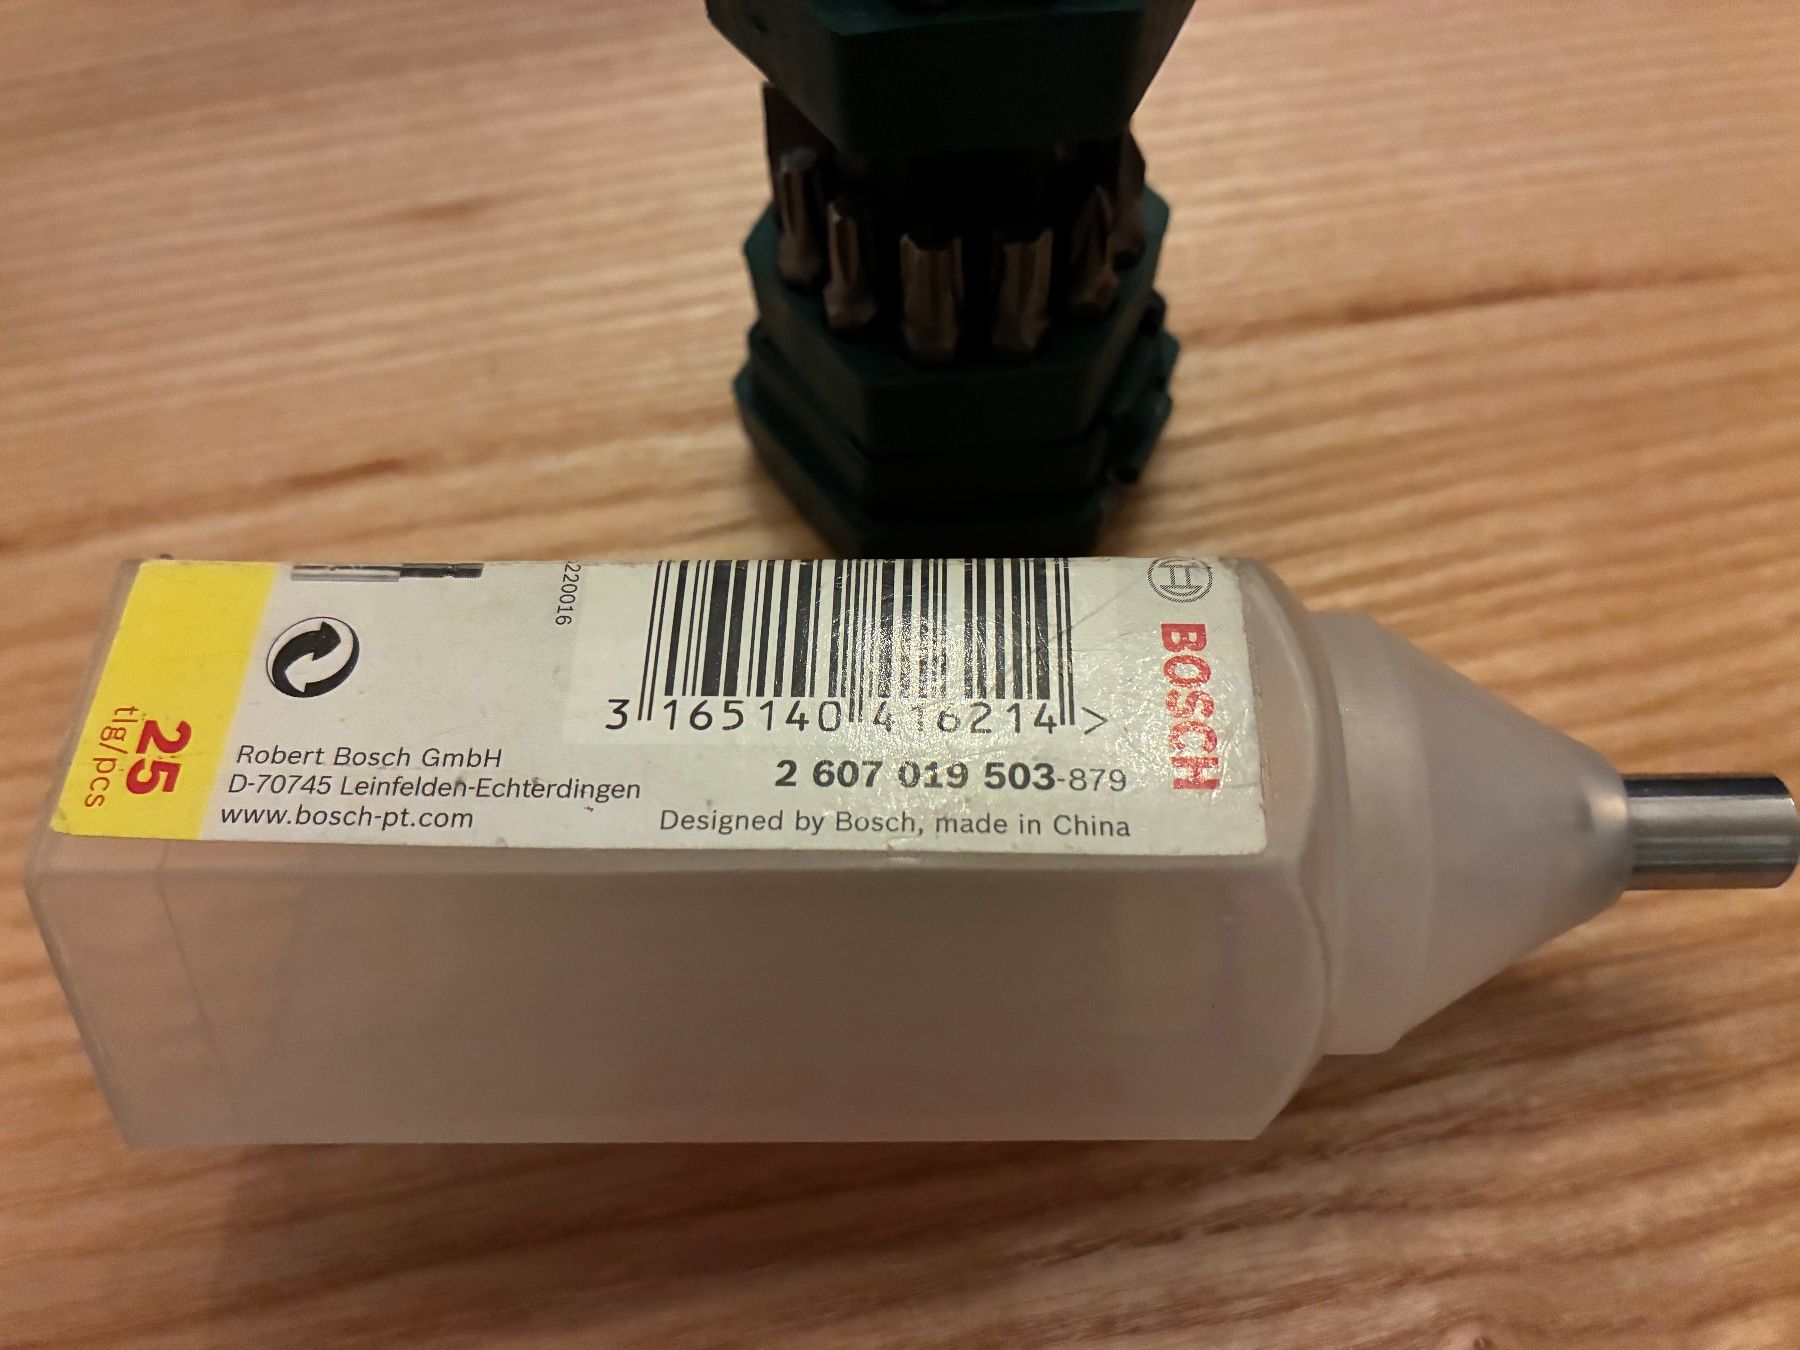 220016
3 165140 416214 >
2 607 019 503-879
Designed by Bosch, made in China
BOSCH
Robert Bosch GmbH
D-70745 Leinfelden-Echterdingen
www.bosch-pt.com
25
tlg/pcs